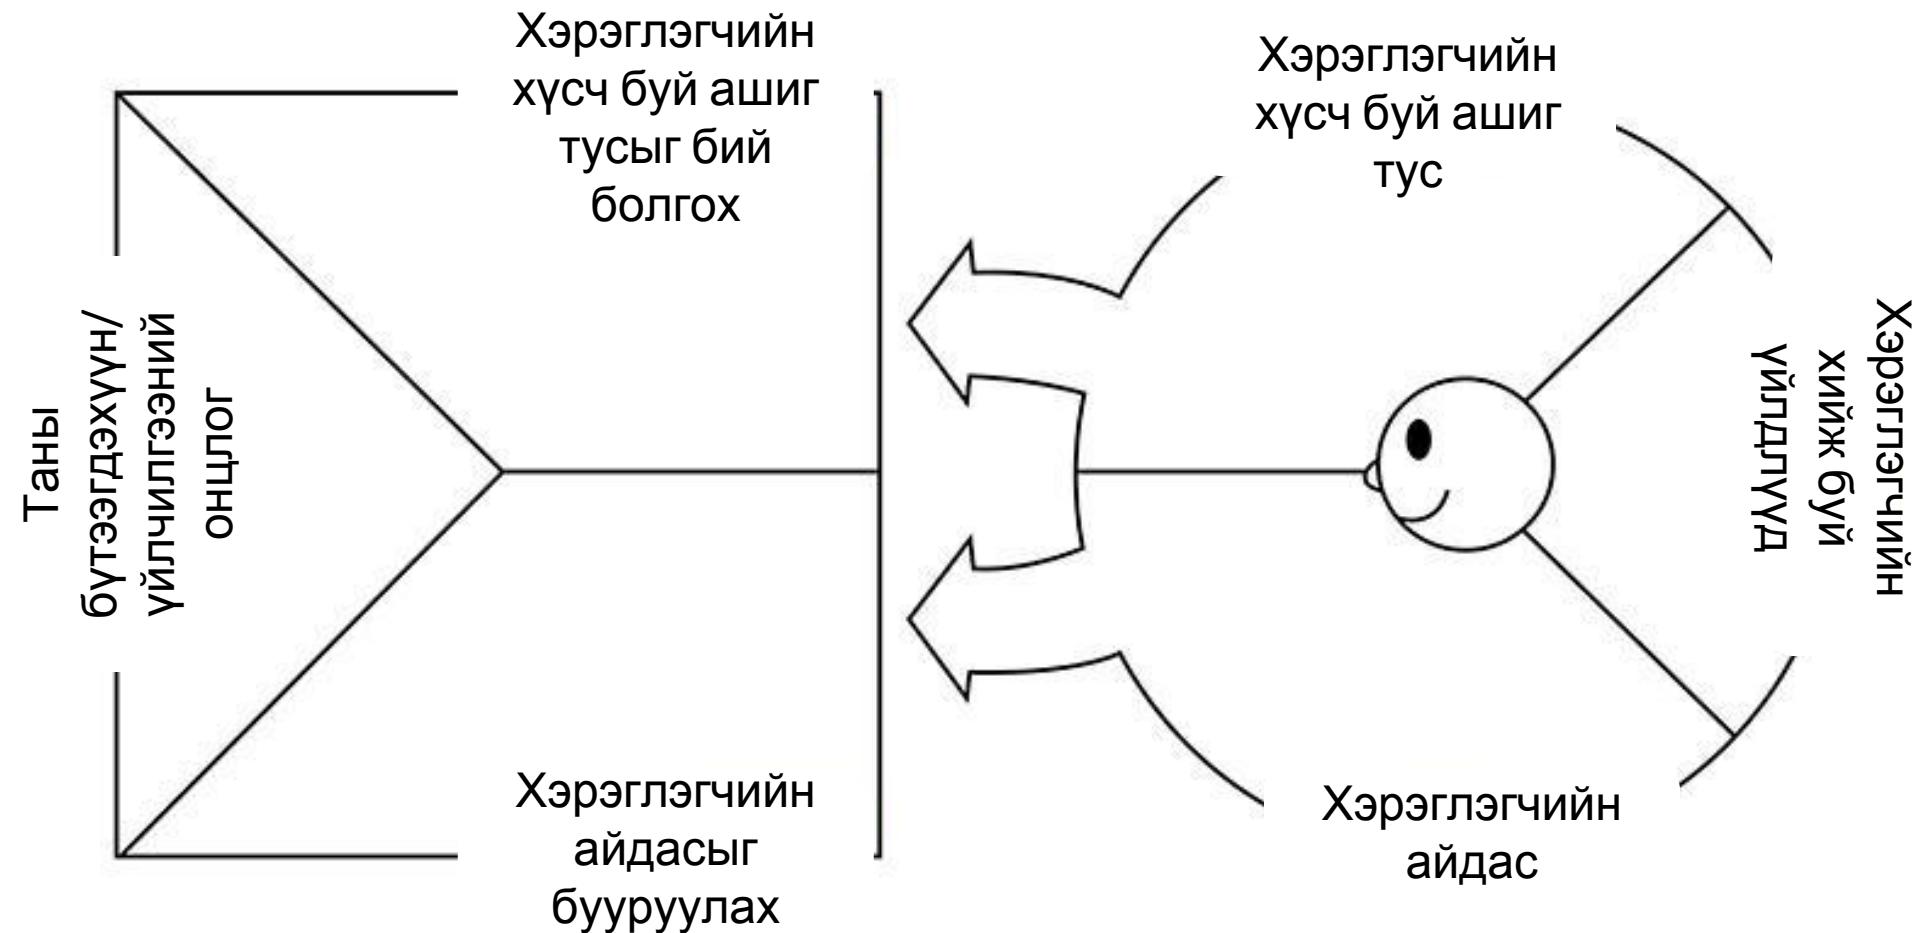 Хэрэглэгчийн
хүсч буй ашиг
тусыг бий
болгох
Хэрэглэгчийн
хүсч буй ашиг
тус
Таны
бүтээгдэхүүн/
үйлчилгээний
онцлог
Хэрэглэгчийн
хийж буй
үйлдлүүд
Хэрэглэгчийн
айдасыг
бууруулах
Хэрэглэгчийн
айдас